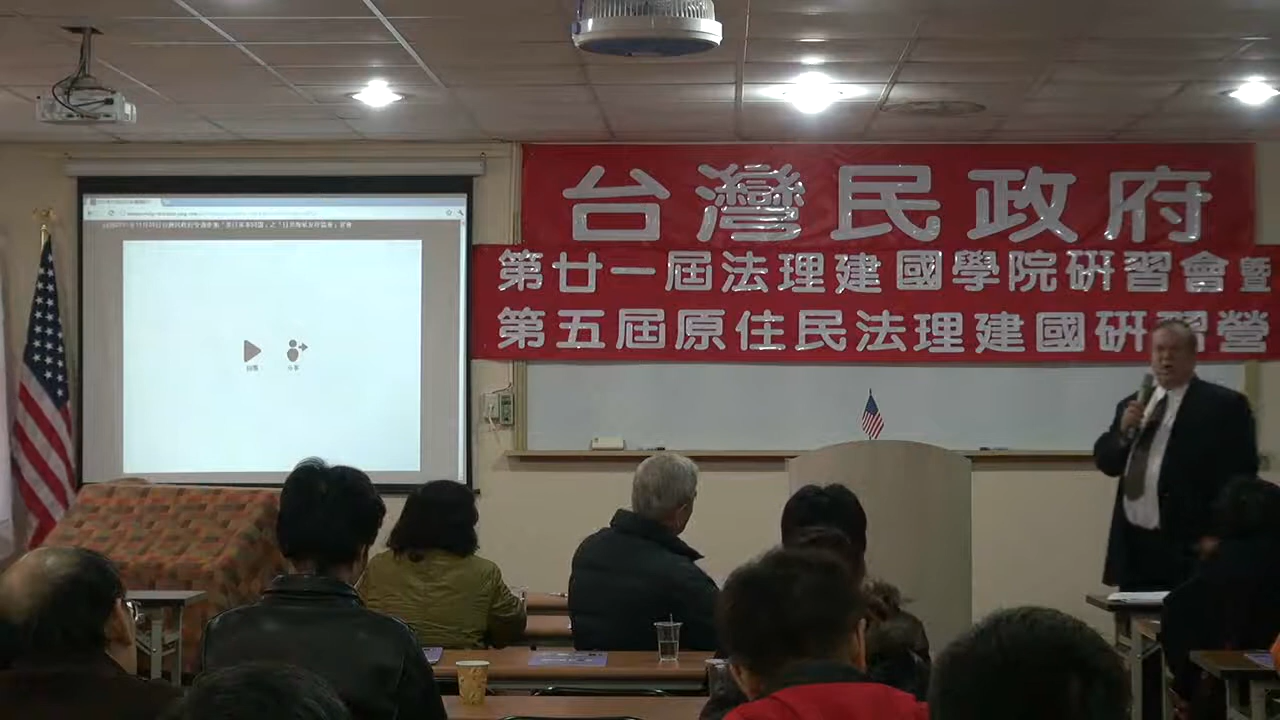 台灣民政府
第廿一屆法理建國學院研習會暨
第五屆原住民法理建國研習營